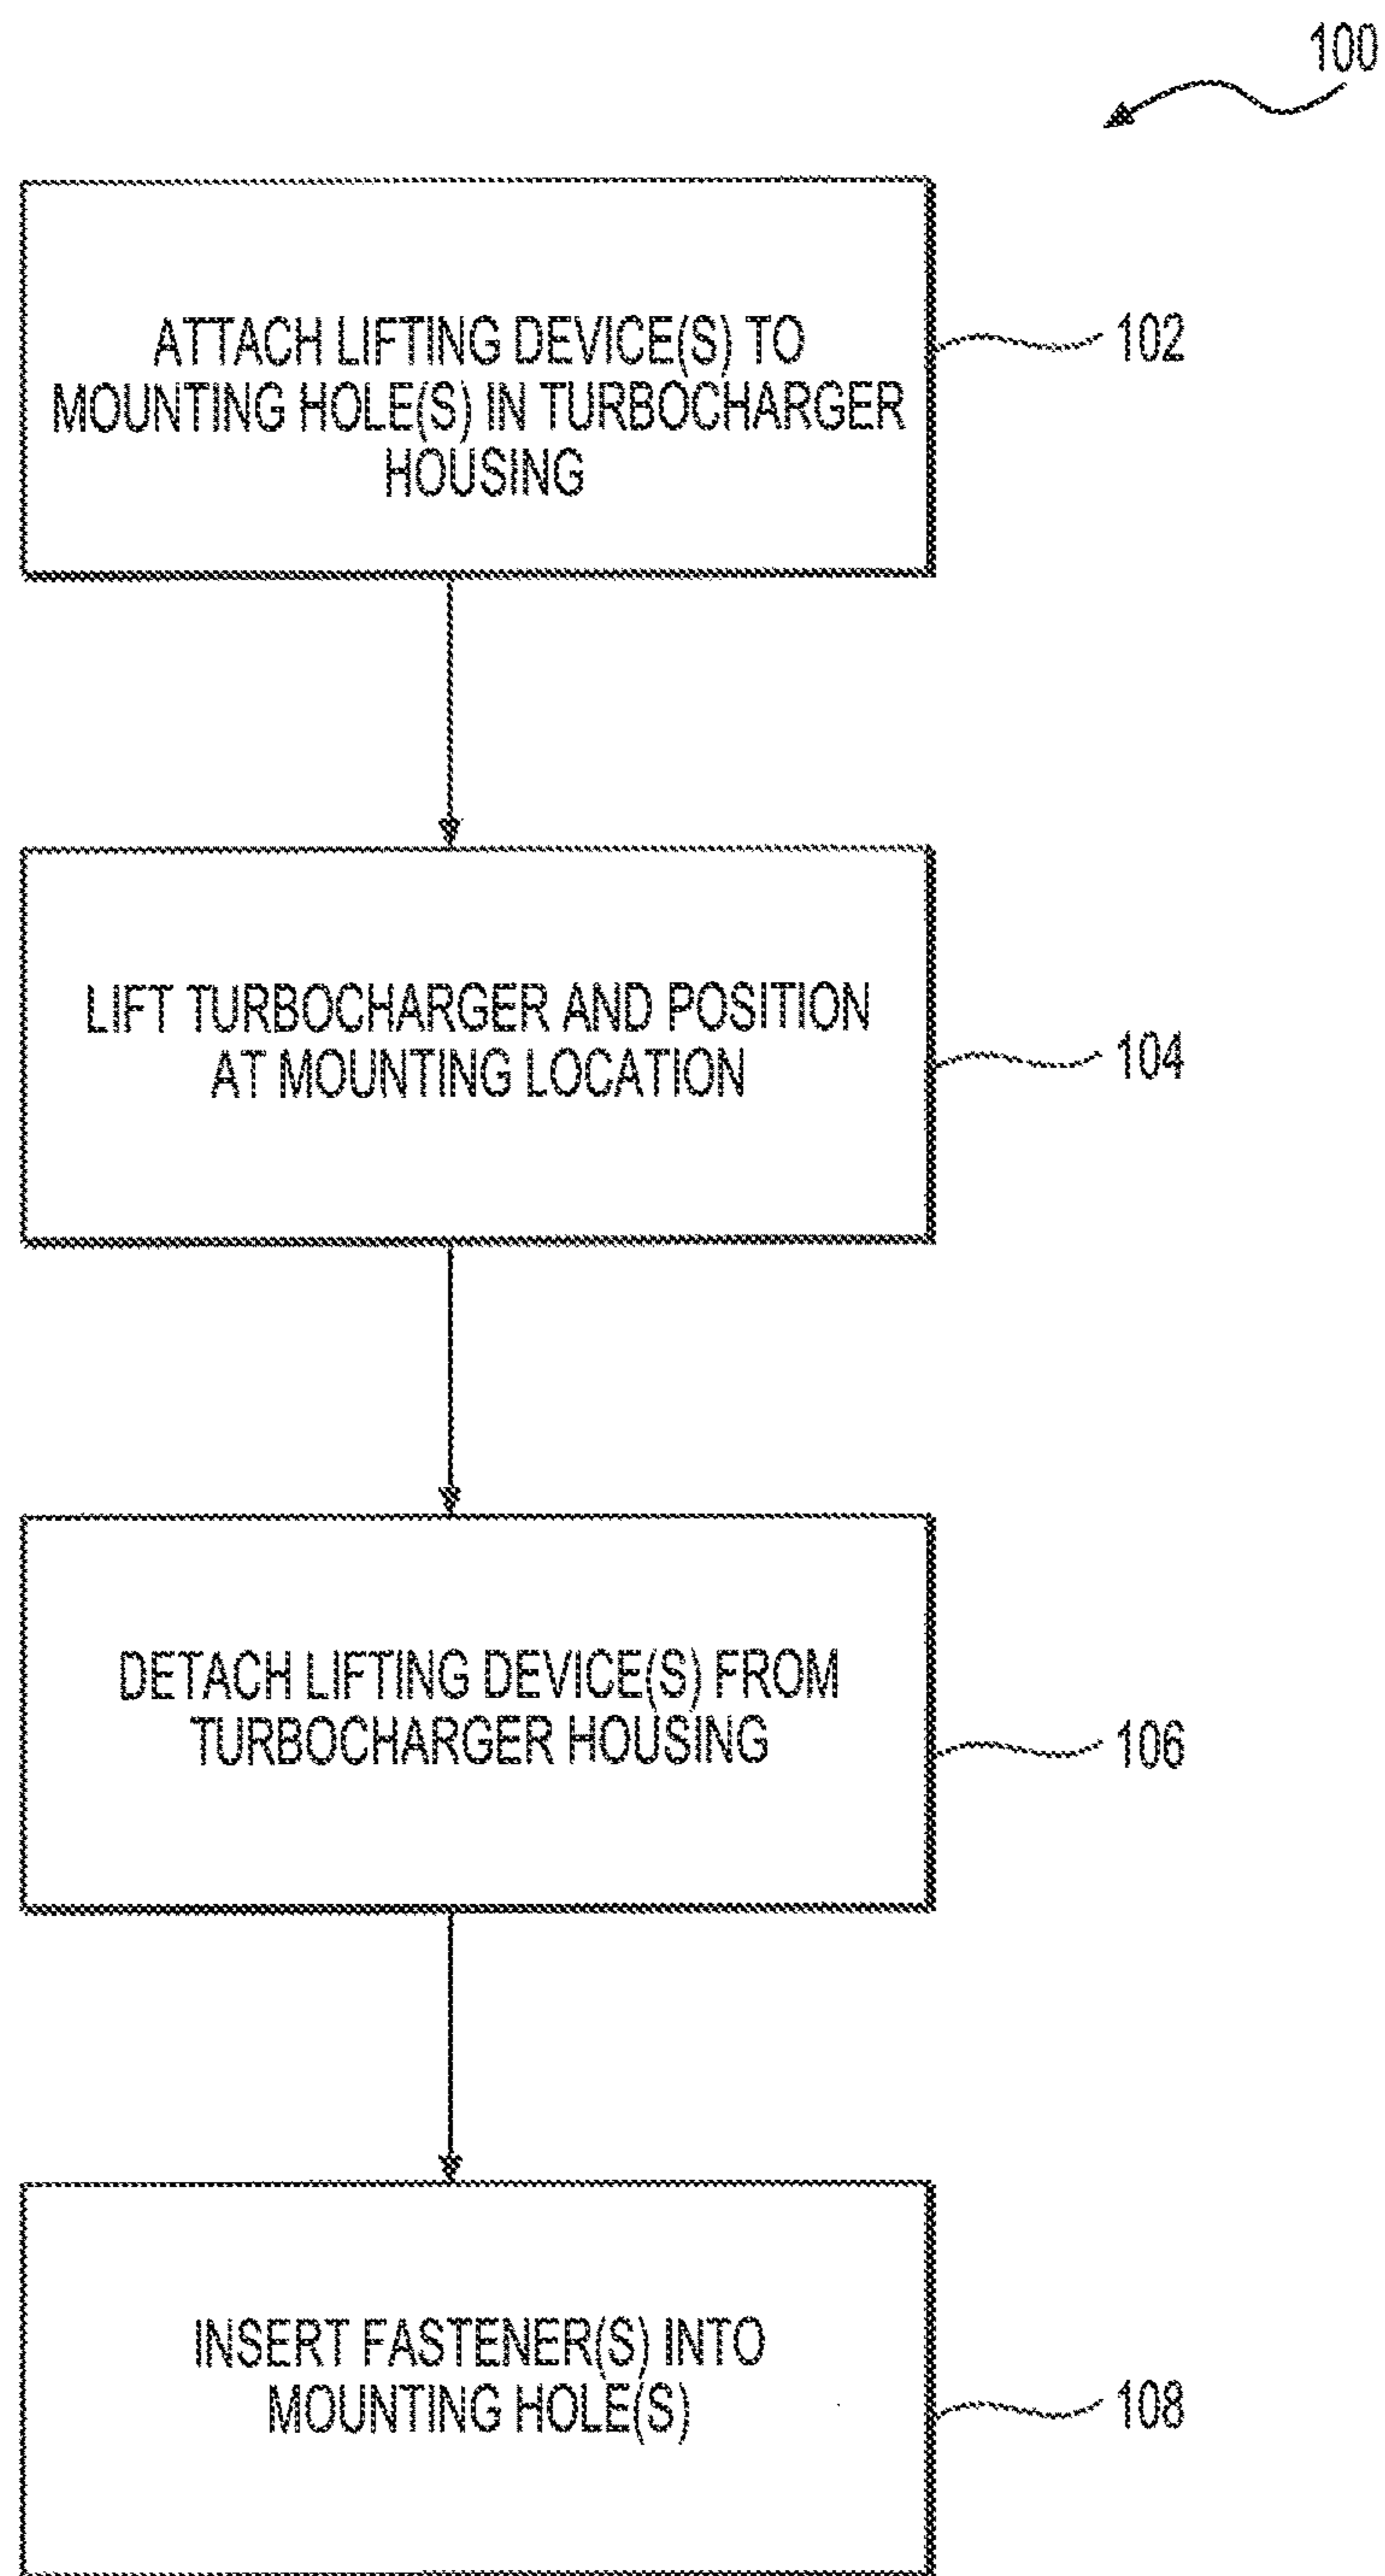 100
ATTACH LIFTING DEVICE(S) TO
MOUNTING HOLE(S) IN TURBOCHARGER
HOUSING
102
LIFT TURBOCHARGER AND POSITION
AT MOUNTING LOCATION
104
DETACH LIFTING DEVICE(S) FROM
TURBOCHARGER HOUSING
106
INSERT FASTENER(S) INTO
MOUNTING HOLE(S)
108